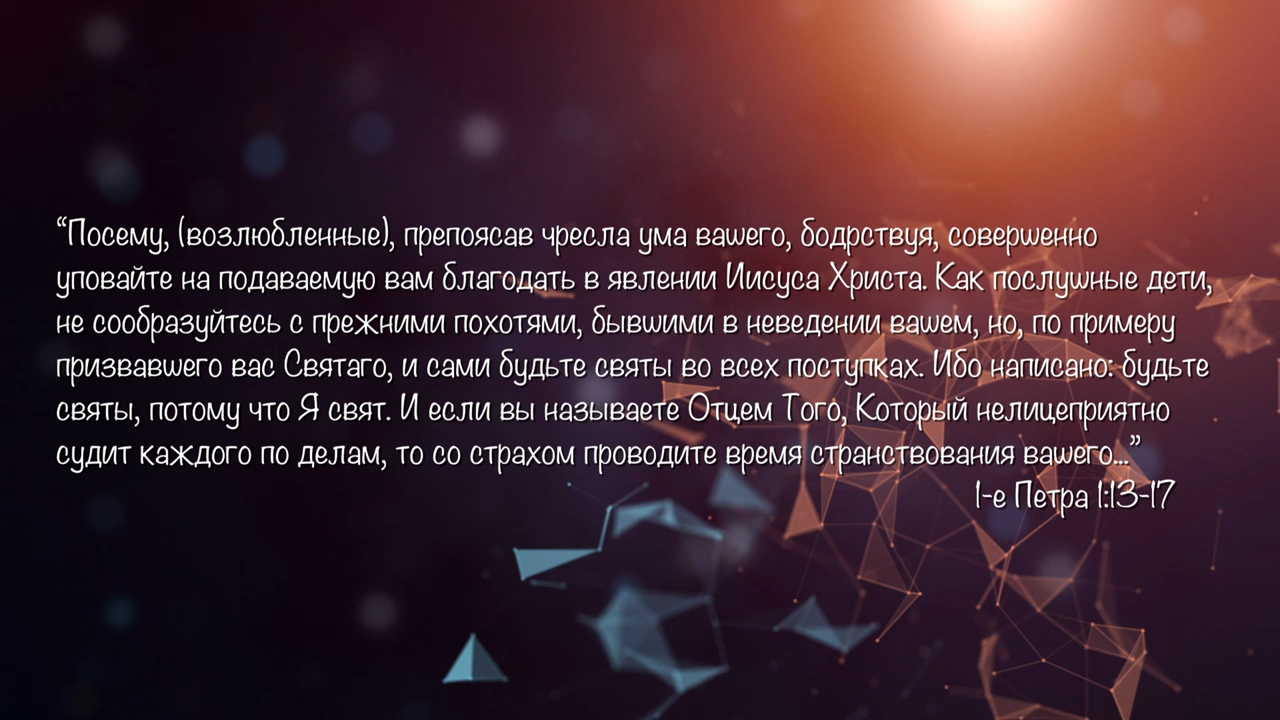 “Посему, (возлюбленные), препоясав чресла ума вашего, бодрствуя, совершенно
уповайте на подаваемую вам благодать в явлении Иисуса Христа. Как послушные дети,
не сообразуйтесь с прежними похотями, бывшими в неведении вашем, но, по примеру
призвавшего вас Святаго, и сами будьте святы во всех поступках. Ибо написано: будьте
святы, потому что Я свят. И если вы называете Отцем Того, Который нелицеприятно
судит каждого по делам, то со страхом проводите время странствования вашего...”
1-е Петра 1:13-17